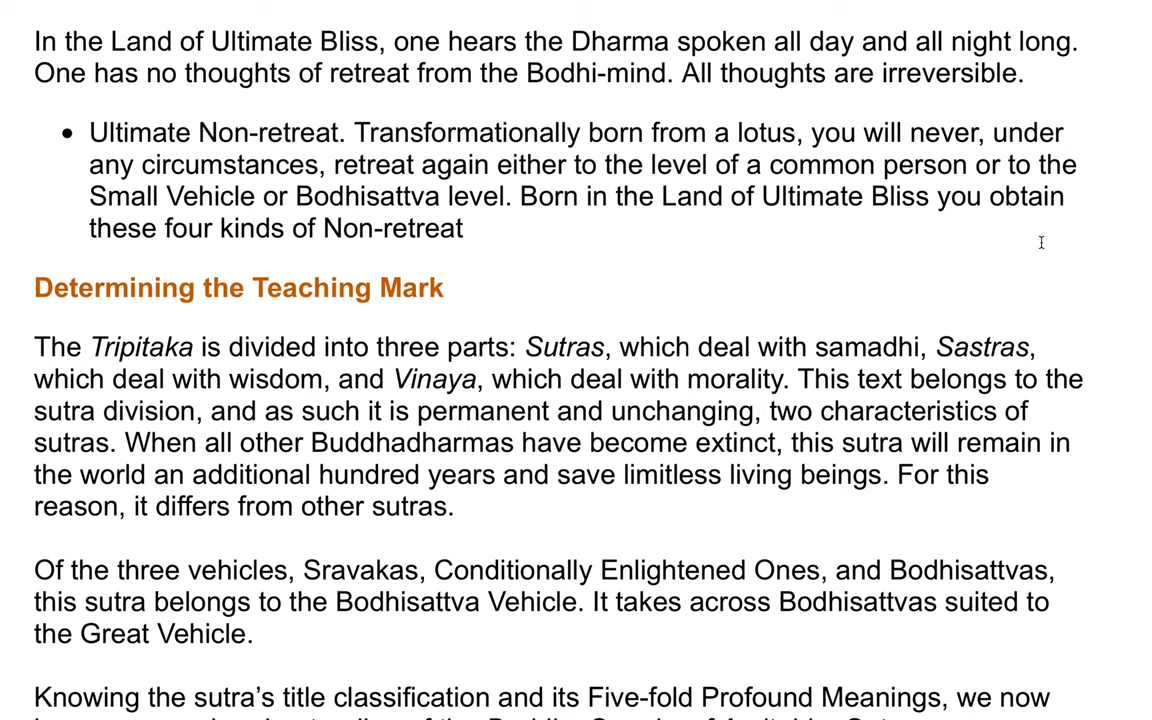 In the Land of Ultimate Bliss, one hears the Dharma spoken all day and all night long.
One has no thoughts of retreat from the Bodhi-mind. All thoughts are irreversible.
• Ultimate Non-retreat. Transformationally born from a lotus, you will never, under
any circumstances, retreat again either to the level of a common person or to the
Small Vehicle or Bodhisattva level. Born in the Land of Ultimate Bliss you obtain
these four kinds of Non-retreat
Determining the Teaching Mark
The Tripitaka is divided into three parts: Sutras, which deal with samadhi, Sastras,
which deal with wisdom, and Vinaya, which deal with morality. This text belongs to the
sutra division, and as such it is permanent and unchanging, two characteristics of
sutras. When all other Buddhadharmas have become extinct, this sutra will remain in
the world an additional hundred years and save limitless living beings. For this
reason, it differs from other sutras.
Of the three vehicles, Sravakas, Conditionally Enlightened Ones, and Bodhisattvas,
this sutra belongs to the Bodhisattva Vehicle. It takes across Bodhisattvas suited to
the Great Vehicle.
Knowing the sutra’s title classification and its Five-fold Profound Meanings, we now